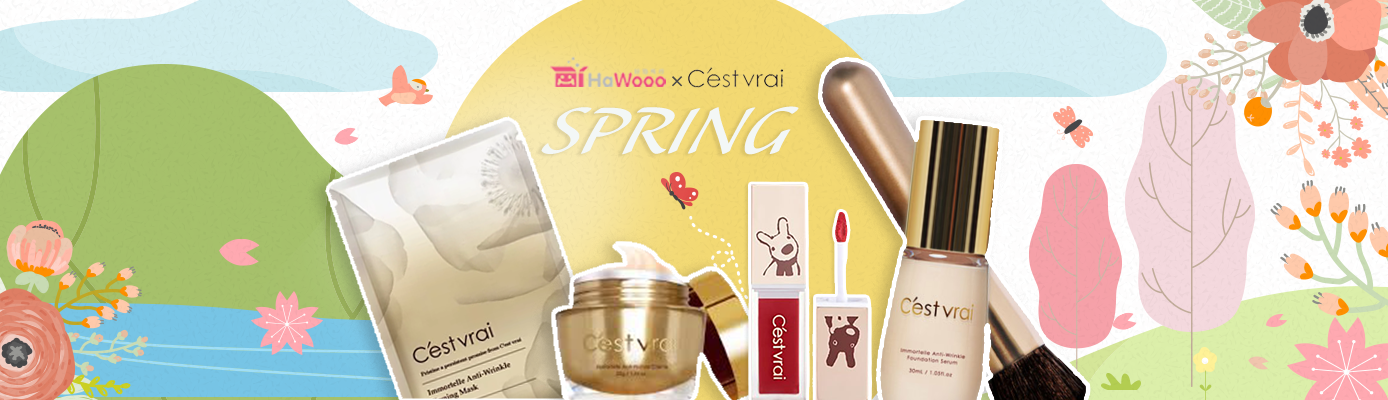 HaWooo × C'est vrai
SPRING
C'est vrai
Immortelle Anti-Wrinkle
Mask
C'est vrai
C'est vrai
C'est vrai
Immortelle Anti-Wrinkle
Foundation Serum
30mL / 1.05fl.oz